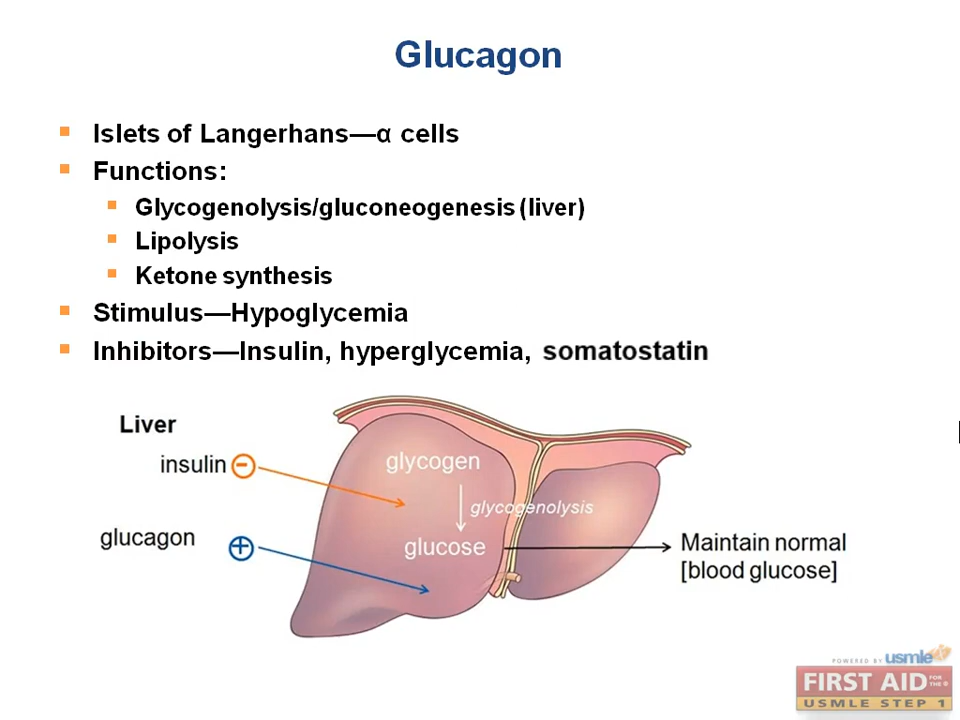 Glucagon
Islets of Langerhans—α cells
Functions:
Glycogenolysis/gluconeogenesis (liver)
Lipolysis
Ketone synthesis
Stimulus—Hypoglycemia
Inhibitors—Insulin, hyperglycemia, somatostatin
Liver
insulin −
glycogen
glycogenolysis
glucagon +
glucose
Maintain normal
[blood glucose]
POWERED BY usmle
FIRST AID FOR THE®
USMLE STEP 1